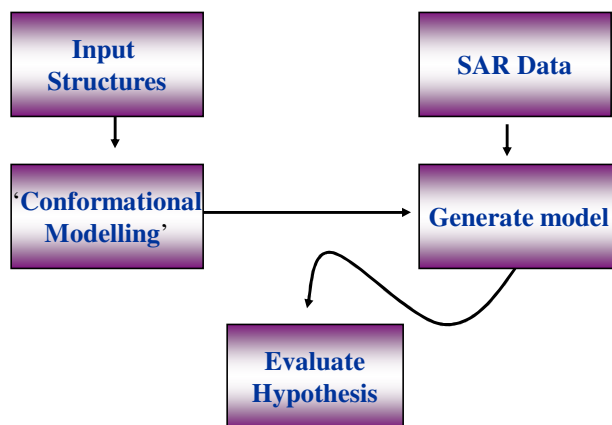 Input
Structures
SAR Data
‘Conformational
Modelling’
Generate model
Evaluate
Hypothesis